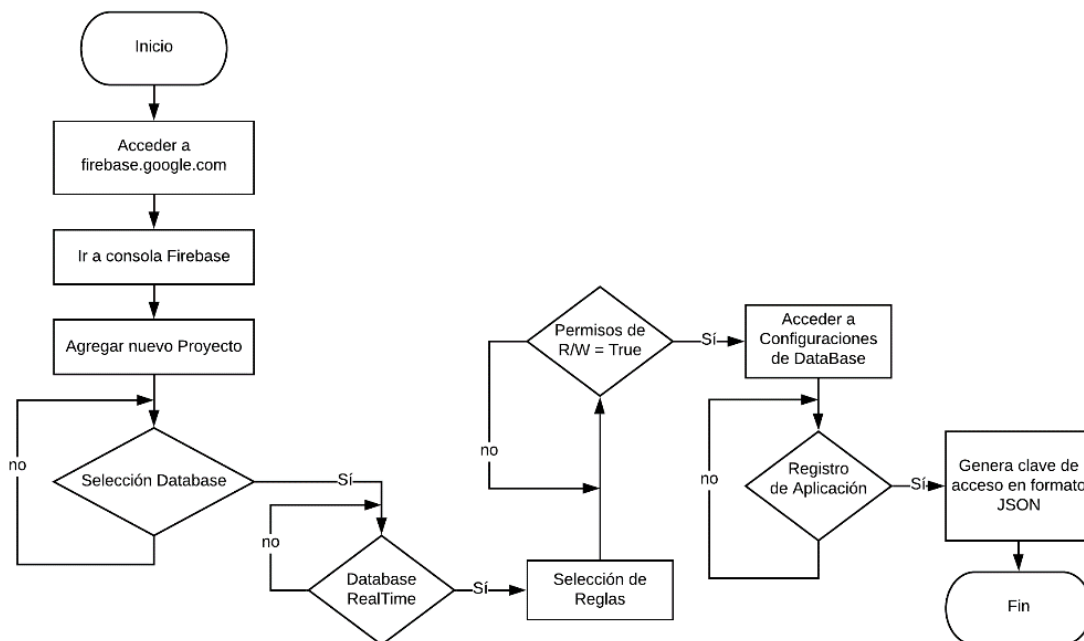 Inicio
Acceder a
firebase.google.com
Ir a consola Firebase
Agregar nuevo Proyecto
no
Selección Database
Sí
no
Database
RealTime
Sí
Selección de
Reglas
no
Permisos de
R/W = True
Sí
Acceder a
Configuraciones
de DataBase
no
Registro
de Aplicación
Sí
Genera clave de
acceso en formato
JSON
Fin